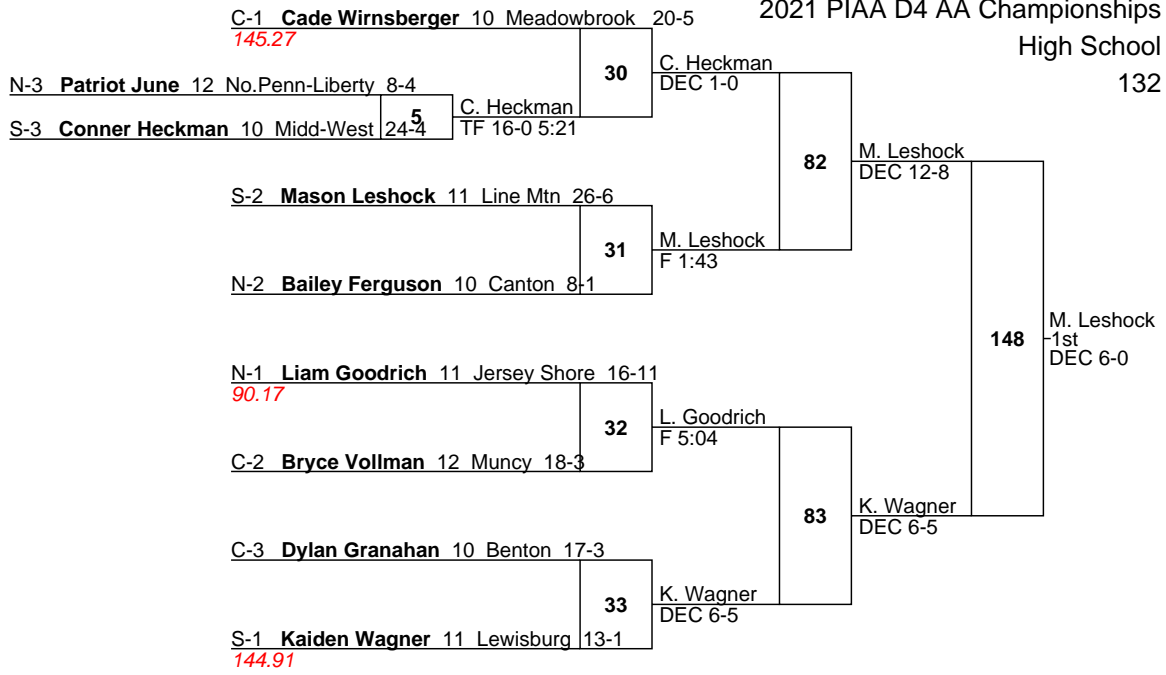 2021 PIAA D4 AA Championships
High School
132
C-1 Cade Wirnsberger 10 Meadowbrook 20-5
145.27
30
C. Heckman
DEC 1-0
N-3 Patriot June 12 No.Penn-Liberty 8-4
5
C. Heckman
TF 16-0 5:21
S-3 Conner Heckman 10 Midd-West 24-4
82
M. Leshock
DEC 12-8
S-2 Mason Leshock 11 Line Mtn 26-6
31
M. Leshock
F 1:43
N-2 Bailey Ferguson 10 Canton 8-1
148
M. Leshock
1st
DEC 6-0
N-1 Liam Goodrich 11 Jersey Shore 16-11
90.17
32
L. Goodrich
F 5:04
C-2 Bryce Vollman 12 Muncy 18-3
83
K. Wagner
DEC 6-5
C-3 Dylan Granahan 10 Benton 17-3
33
K. Wagner
DEC 6-5
S-1 Kaiden Wagner 11 Lewisburg 13-1
144.91